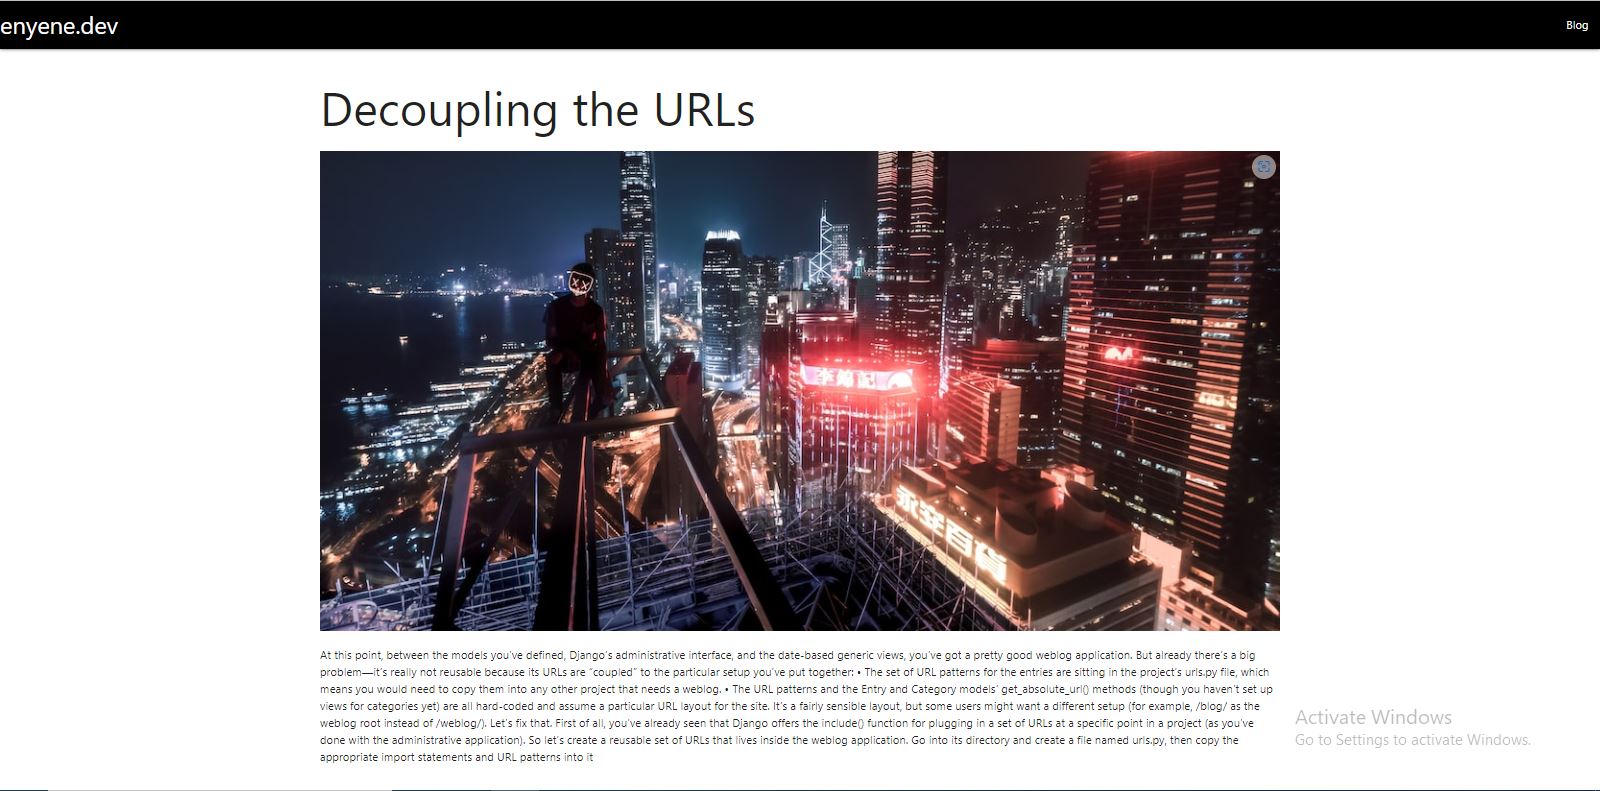 enyene.dev
Blog
Decoupling the URLs
李錦記
永安百貨
At this point, between the models you've defined, Django's administrative interface, and the date-based generic views, you've got a pretty good weblog application. But already there's a big
problem—it's really not reusable because its URLs are “coupled” to the particular setup you've put together: • The set of URL patterns for the entries are sitting in the project's urls.py file, which
means you would need to copy them into any other project that needs a weblog. • The URL patterns and the Entry and Category models' get_absolute_url() methods (though you haven't set up
views for categories yet) are all hard-coded and assume a particular URL layout for the site. It's a fairly sensible layout, but some users might want a different setup (for example, /blog/ as the
weblog root instead of /weblog/). Let's fix that. First of all, you've already seen that Django offers the include() function for plugging in a set of URLs at a specific point in a project (as you've
done with the administrative application). So let's create a reusable set of URLs that lives inside the weblog application. Go into its directory and create a file named urls.py, then copy the
appropriate import statements and URL patterns into it
Activate Windows
Go to Settings to activate Windows.